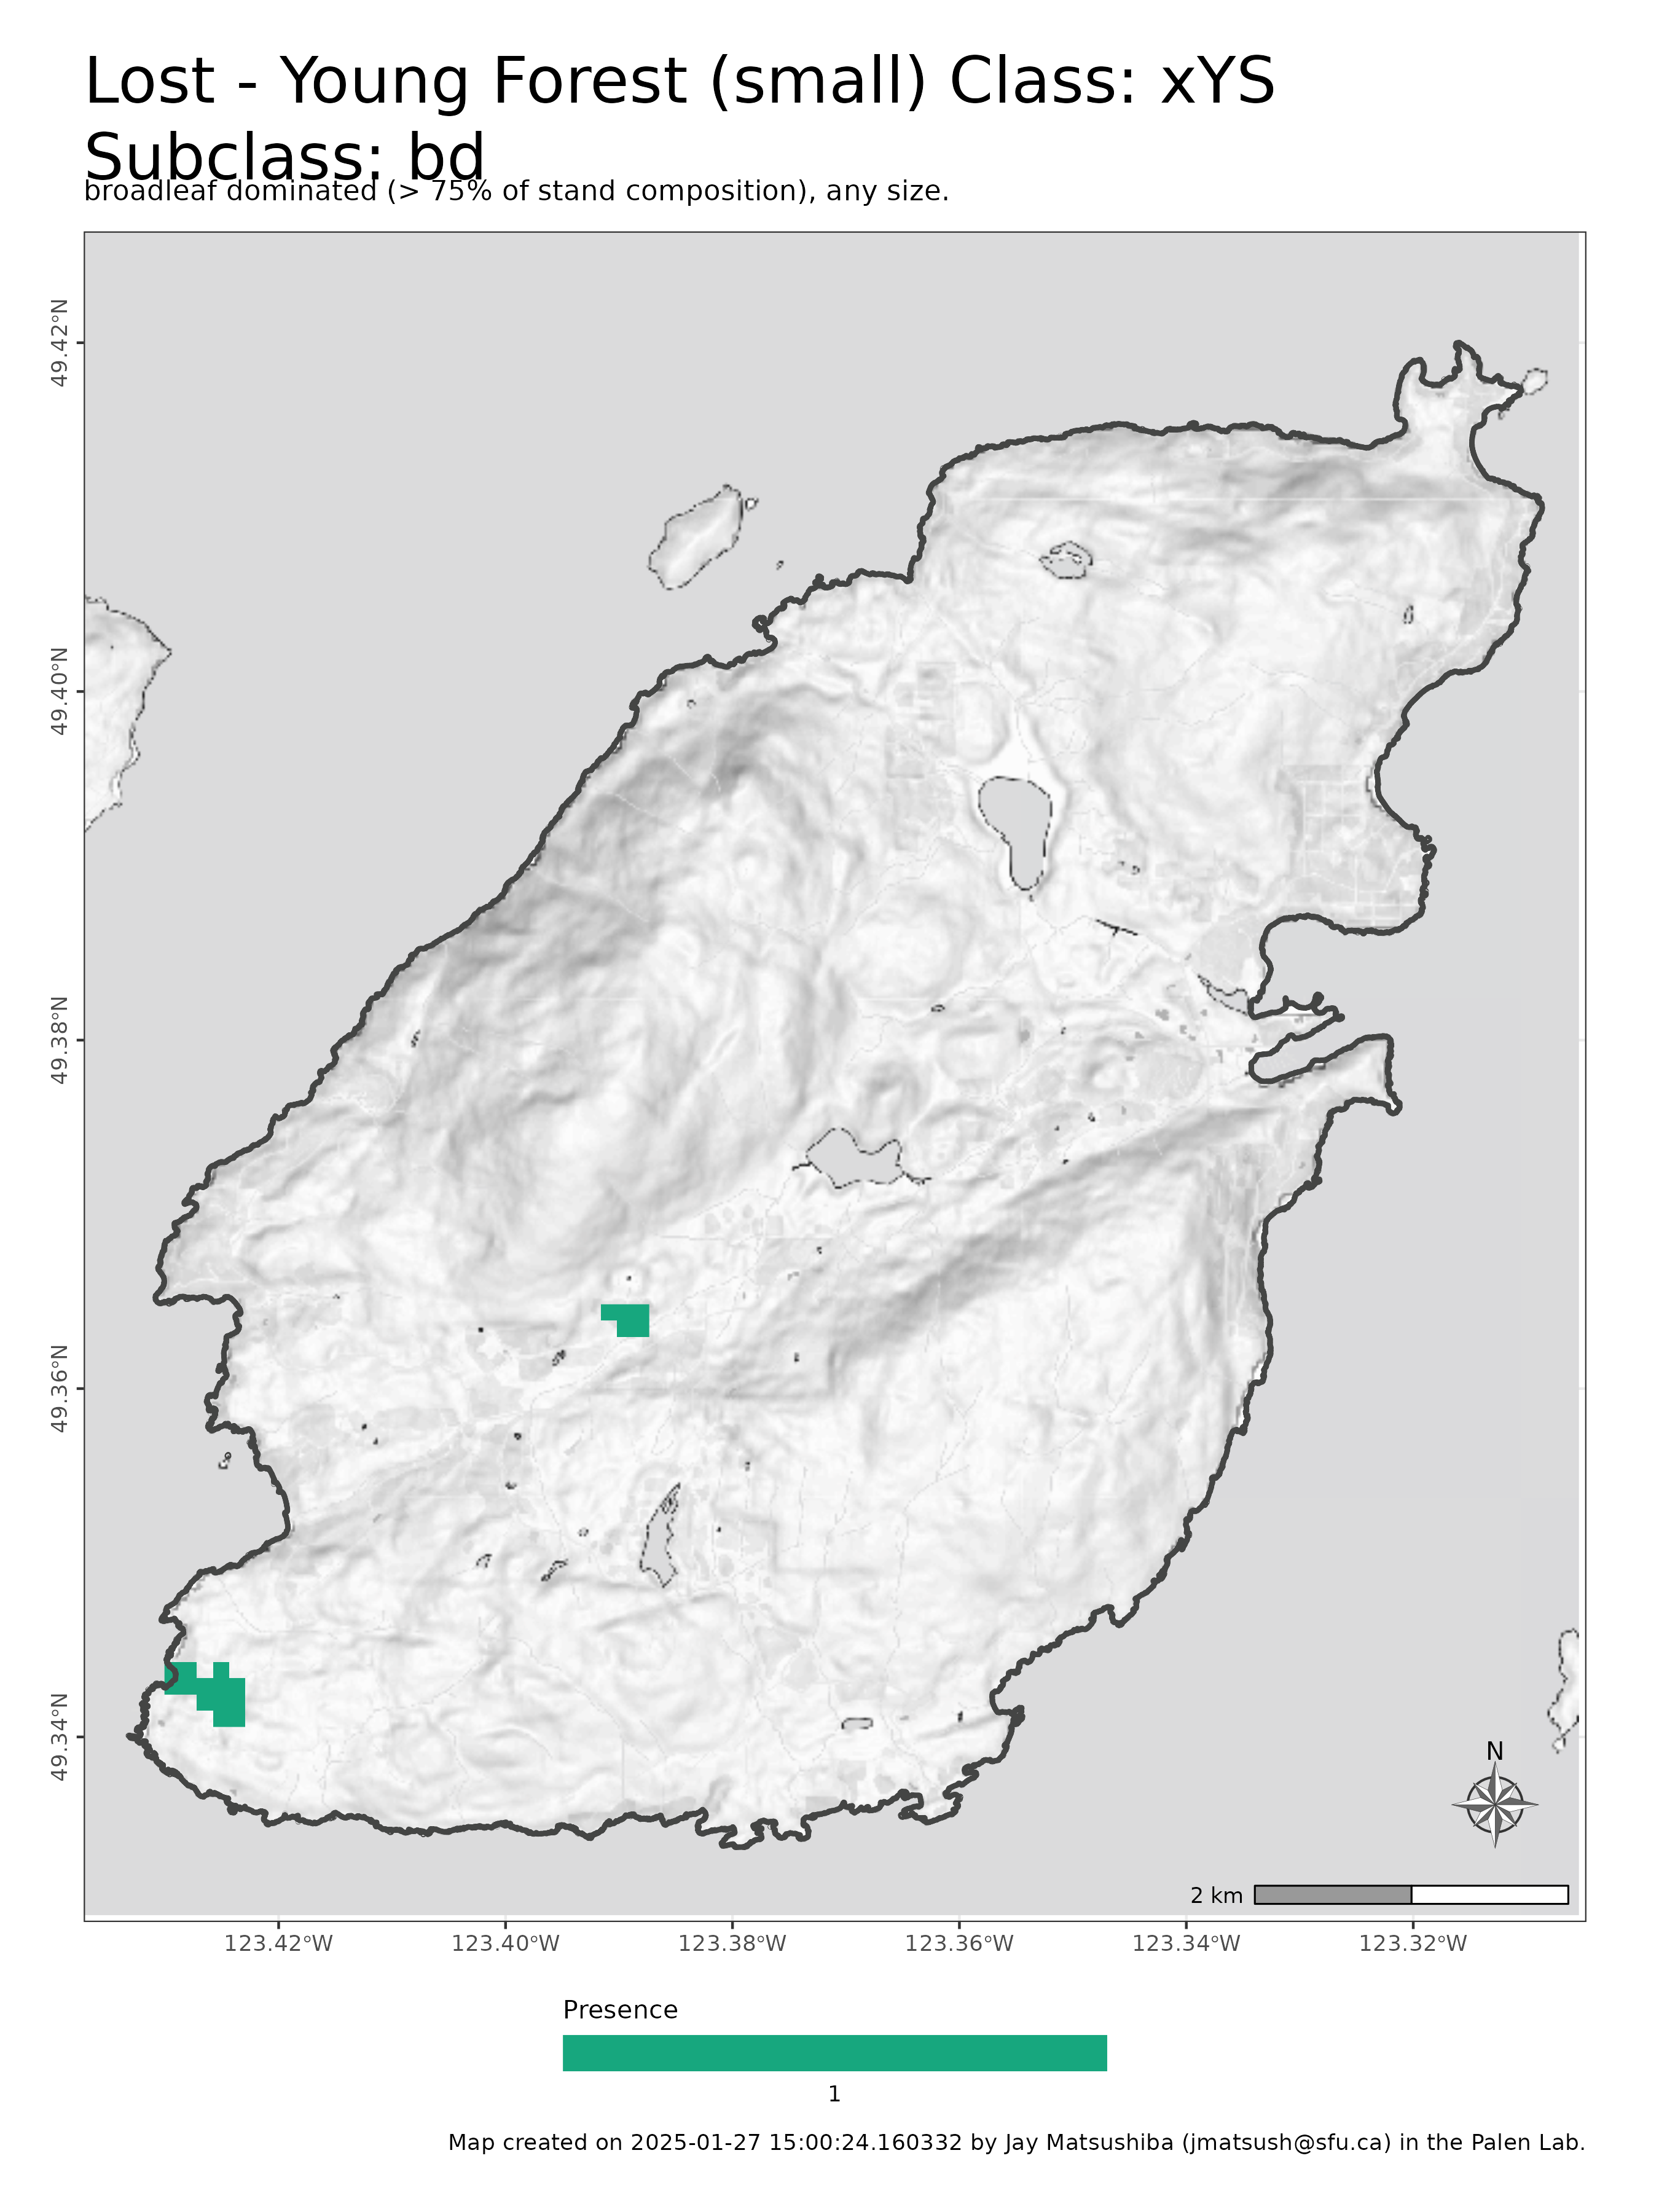 Lost - Young Forest (small) Class: xYS
Subclass: bd
broadleaf dominated (> 75% of stand composition), any size.
49.42°N
49.40°N
49.38°N
49.36°N
49.34°N
N
2 km
123.42°W 123.40°W 123.38°W 123.36°W 123.34°W 123.32°W
Presence
1
Map created on 2025-01-27 15:00:24.160332 by Jay Matsushiba (jmatsush@sfu.ca) in the Palen Lab.